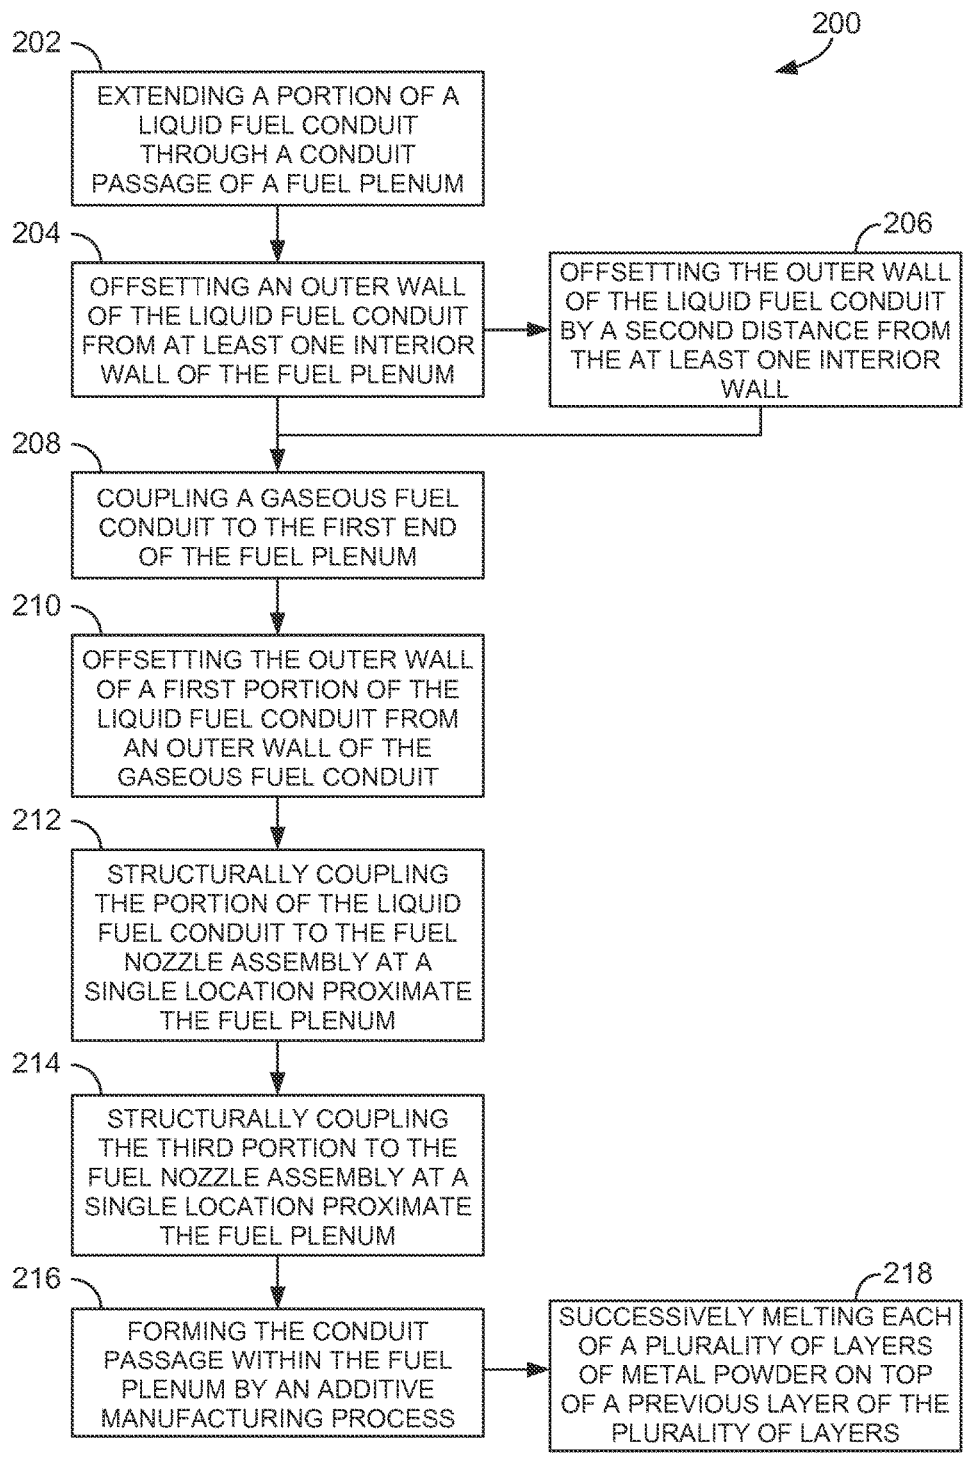 200
202
EXTENDING A PORTION OF A
LIQUID FUEL CONDUIT
THROUGH A CONDUIT
PASSAGE OF A FUEL PLENUM
204
OFFSETTING AN OUTER WALL
OF THE LIQUID FUEL CONDUIT
FROM AT LEAST ONE INTERIOR
WALL OF THE FUEL PLENUM
206
OFFSETTING THE OUTER WALL
OF THE LIQUID FUEL CONDUIT
BY A SECOND DISTANCE FROM
THE AT LEAST ONE INTERIOR
WALL
208
COUPLING A GASEOUS FUEL
CONDUIT TO THE FIRST END
OF THE FUEL PLENUM
210
OFFSETTING THE OUTER WALL
OF A FIRST PORTION OF THE
LIQUID FUEL CONDUIT FROM
AN OUTER WALL OF THE
GASEOUS FUEL CONDUIT
212
STRUCTURALLY COUPLING
THE PORTION OF THE LIQUID
FUEL CONDUIT TO THE FUEL
NOZZLE ASSEMBLY AT A
SINGLE LOCATION PROXIMATE
THE FUEL PLENUM
214
STRUCTURALLY COUPLING
THE THIRD PORTION TO THE
FUEL NOZZLE ASSEMBLY AT A
SINGLE LOCATION PROXIMATE
THE FUEL PLENUM
216
FORMING THE CONDUIT
PASSAGE WITHIN THE FUEL
PLENUM BY AN ADDITIVE
MANUFACTURING PROCESS
218
SUCCESSIVELY MELTING EACH
OF A PLURALITY OF LAYERS
OF METAL POWDER ON TOP
OF A PREVIOUS LAYER OF THE
PLURALITY OF LAYERS